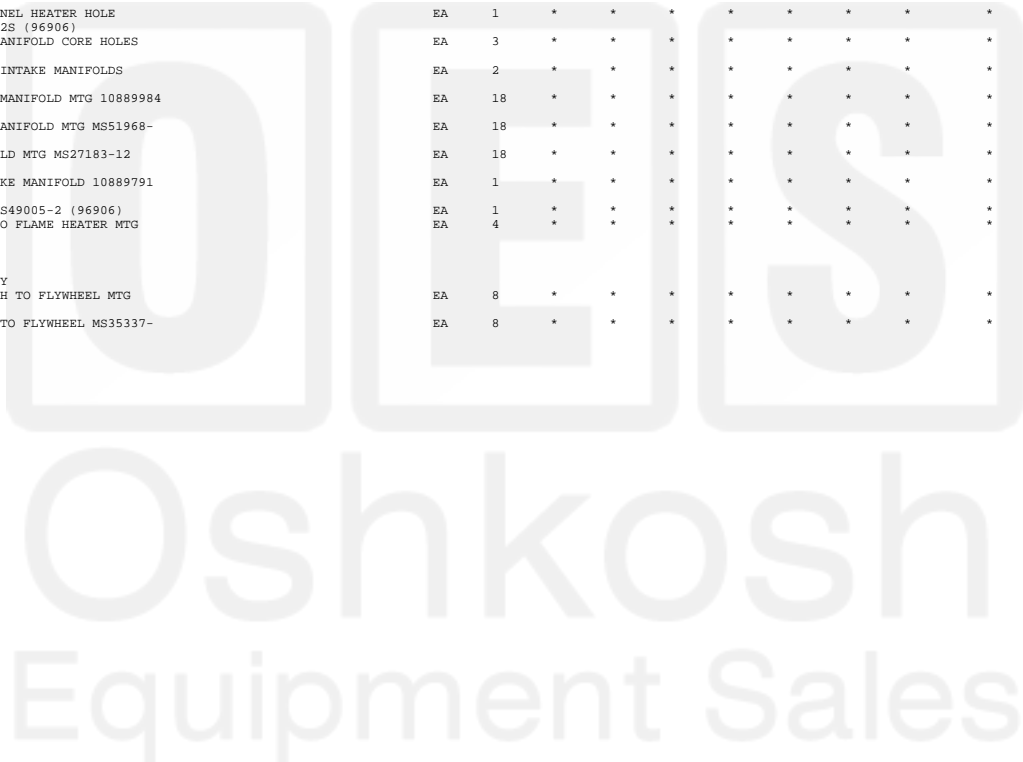 NEL HEATER HOLE EA 1 * * * * * * * *
2S (96906)
ANIFOLD CORE HOLES EA 3 * * * * * * * *
INTAKE MANIFOLDS EA 2 * * * * * * * *
MANIFOLD MTG 10889984 EA 18 * * * * * * * *
ANIFOLD MTG MS51968- EA 18 * * * * * * * *
LD MTG MS27183-12 EA 18 * * * * * * * *
KE MANIFOLD 10889791 EA 1 * * * * * * * *
S49005-2 (96906) EA 1 * * * * * * * *
O FLAME HEATER MTG EA 4 * * * * * * * *
Y
H TO FLYWHEEL MTG EA 8 * * * * * * * *
TO FLYWHEEL MS35337- EA 8 * * * * * * * *
OES
Oshkosh
Equipment Sales